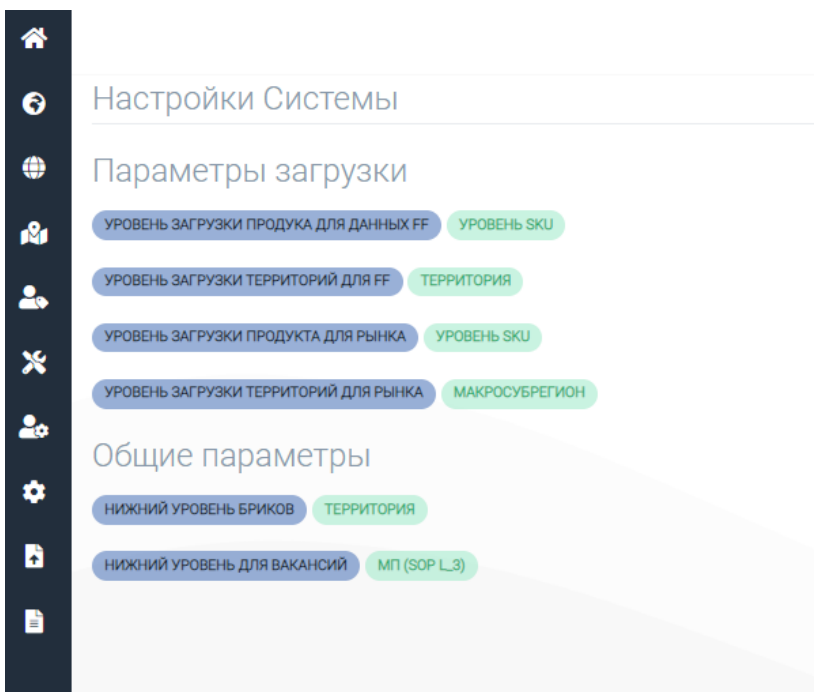 Настройки Системы
Параметры загрузки
УРОВЕНЬ ЗАГРУЗКИ ПРОДУКА ДЛЯ ДАННЫХ FF УРОВЕНЬ SKU
УРОВЕНЬ ЗАГРУЗКИ ТЕРРИТОРИЙ ДЛЯ FF ТЕРРИТОРИЯ
УРОВЕНЬ ЗАГРУЗКИ ПРОДУКТА ДЛЯ РЫНКА УРОВЕНЬ SKU
УРОВЕНЬ ЗАГРУЗКИ ТЕРРИТОРИЙ ДЛЯ РЫНКА МАКРОСУБРЕГИОН
Общие параметры
НИЖНИЙ УРОВЕНЬ БРИКОВ ТЕРРИТОРИЯ
НИЖНИЙ УРОВЕНЬ ДЛЯ ВАКАНСИЙ МП (SOP L_3)